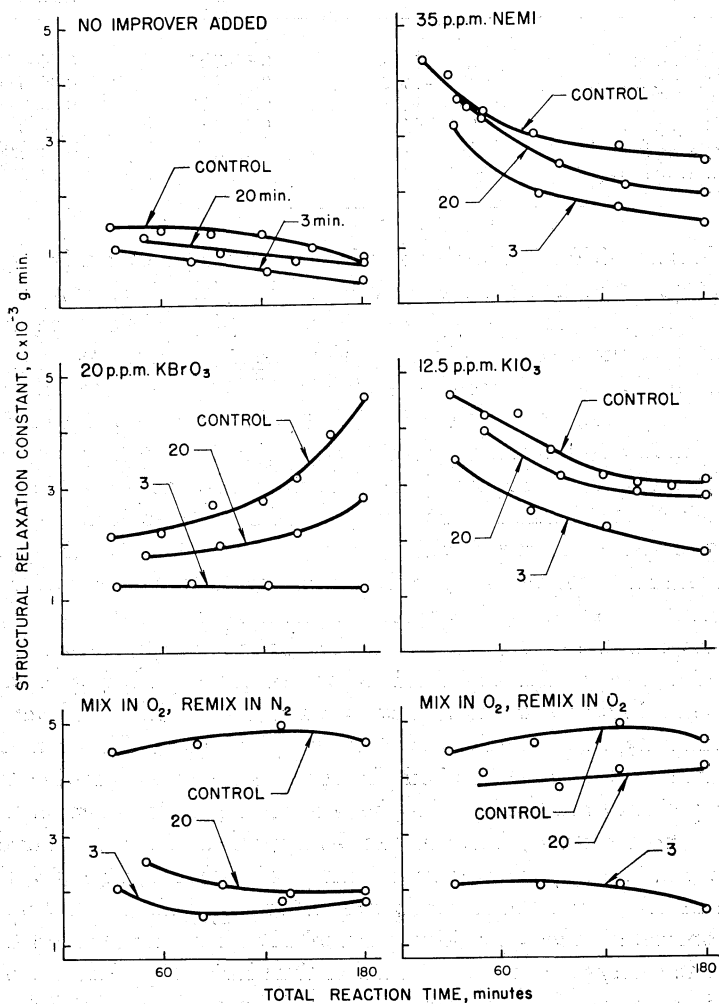 NO IMPROVER ADDED
5
3
1
CONTROL
20 min.
3 min.
35 p.p.m. NEMI
CONTROL
20
3
STRUCTURAL RELAXATION CONSTANT, C x 10⁻³ g. min.
20 p.p.m. KBrO₃
5
3
1
CONTROL
20
3
12.5 p.p.m. KIO₃
CONTROL
20
3
MIX IN O₂, REMIX IN N₂
5
3
1
CONTROL
20
3
60
180
MIX IN O₂, REMIX IN O₂
CONTROL
20
3
60
180
TOTAL REACTION TIME, minutes